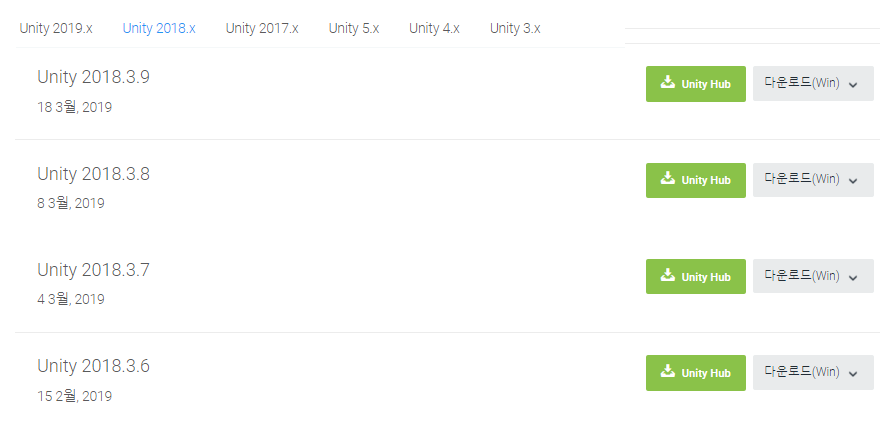 Unity 2019.x Unity 2018.x Unity 2017.x Unity 5.x Unity 4.x Unity 3.x
Unity 2018.3.9 Unity Hub 다운로드(Win)
18 3월, 2019
Unity 2018.3.8 Unity Hub 다운로드(Win)
8 3월, 2019
Unity 2018.3.7 Unity Hub 다운로드(Win)
4 3월, 2019
Unity 2018.3.6 Unity Hub 다운로드(Win)
15 2월, 2019